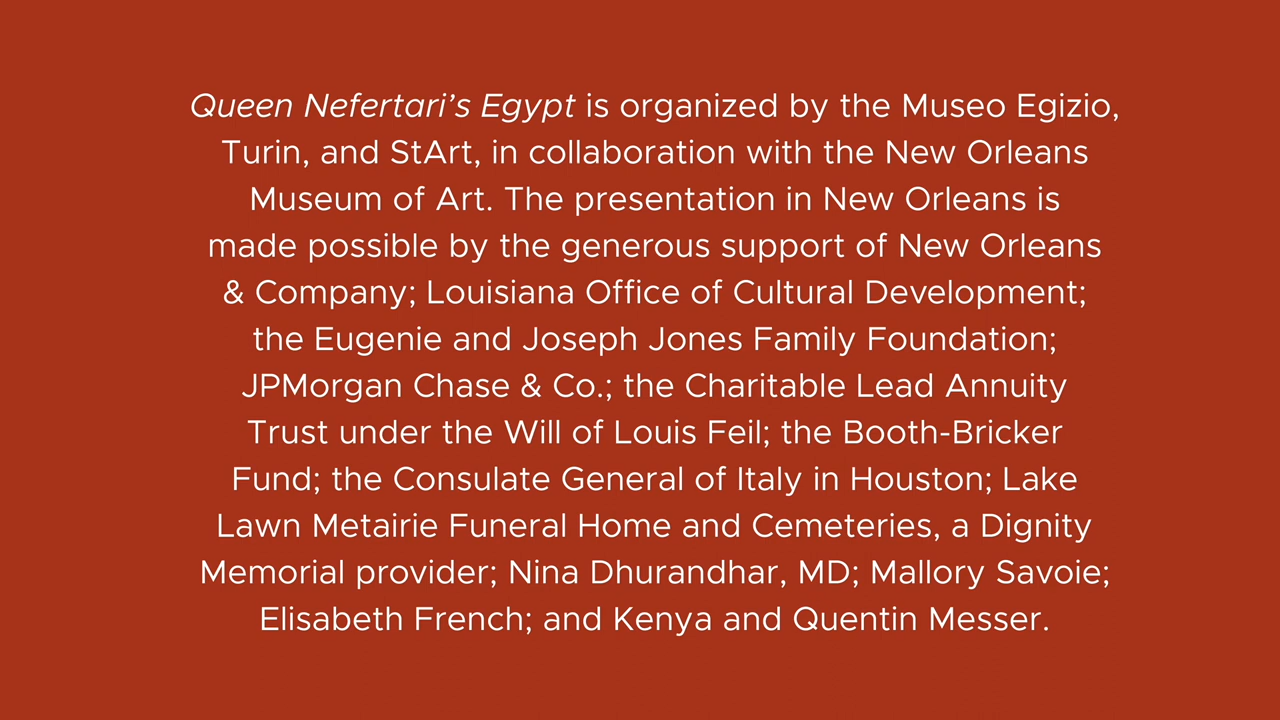 Queen Nefertari’s Egypt is organized by the Museo Egizio,
Turin, and StArt, in collaboration with the New Orleans
Museum of Art. The presentation in New Orleans is
made possible by the generous support of New Orleans
& Company; Louisiana Office of Cultural Development;
the Eugenie and Joseph Jones Family Foundation;
JPMorgan Chase & Co.; the Charitable Lead Annuity
Trust under the Will of Louis Feil; the Booth-Bricker
Fund; the Consulate General of Italy in Houston; Lake
Lawn Metairie Funeral Home and Cemeteries, a Dignity
Memorial provider; Nina Dhurandhar, MD; Mallory Savoie;
Elisabeth French; and Kenya and Quentin Messer.